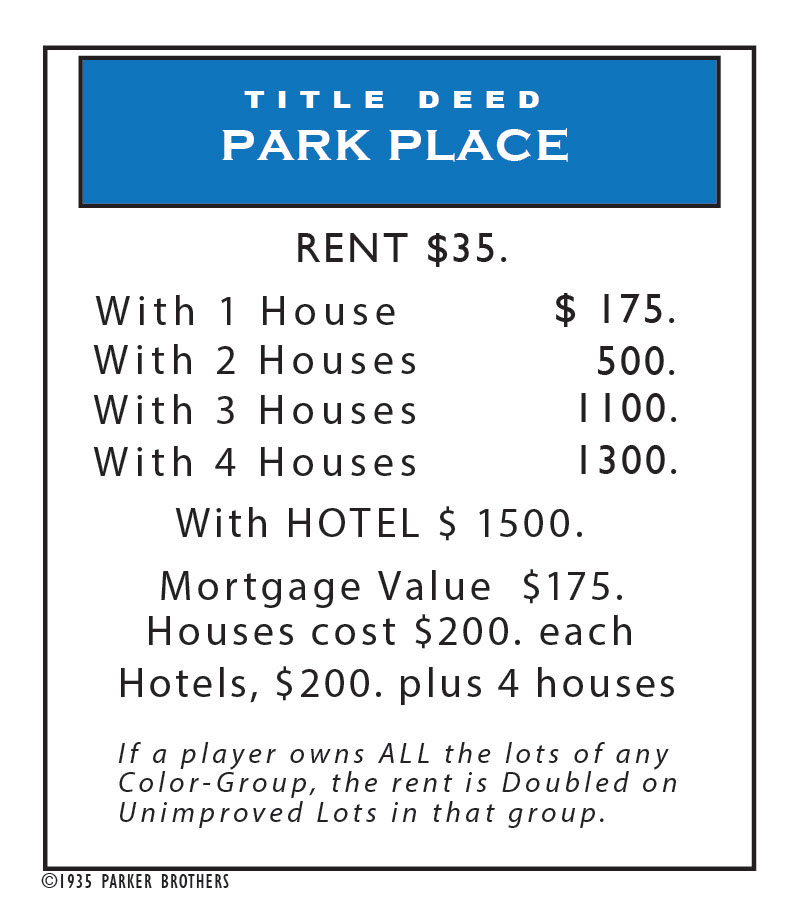 TITLE DEED
PARK PLACE
RENT $35.
With 1 House $ 175.
With 2 Houses 500.
With 3 Houses 1100.
With 4 Houses 1300.
With HOTEL $ 1500.
Mortgage Value $175.
Houses cost $200. each
Hotels, $200. plus 4 houses
If a player owns ALL the lots of any
Color-Group, the rent is Doubled on
Unimproved Lots in that group.
©1935 PARKER BROTHERS